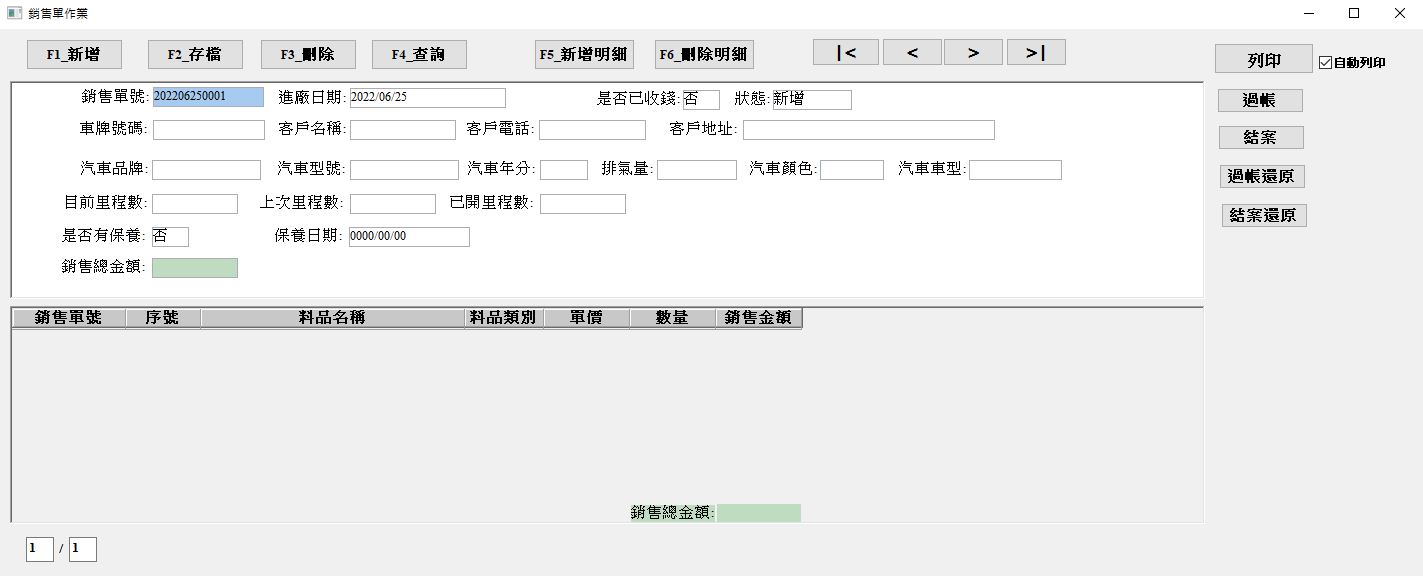 銷售單作業
F1_新增 F2_存檔 F3_刪除 F4_查詢 F5_新增明細 F6_刪除明細 |< < > >| 列印 自動列印
銷售單號: 202206250001 進廠日期: 2022/06/25 是否已收錢: 否 狀態: 新增 過帳
車牌號碼: 客戶名稱: 客戶電話: 客戶地址: 結案
汽車品牌: 汽車型號: 汽車年分: 排氣量: 汽車顏色: 汽車車型: 過帳還原
目前里程數: 上次里程數: 已開里程數: 結案還原
是否有保養: 否 保養日期: 0000/00/00
銷售總金額:
銷售單號 序號 料品名稱 料品類別 單價 數量 銷售金額
銷售總金額:
1 / 1